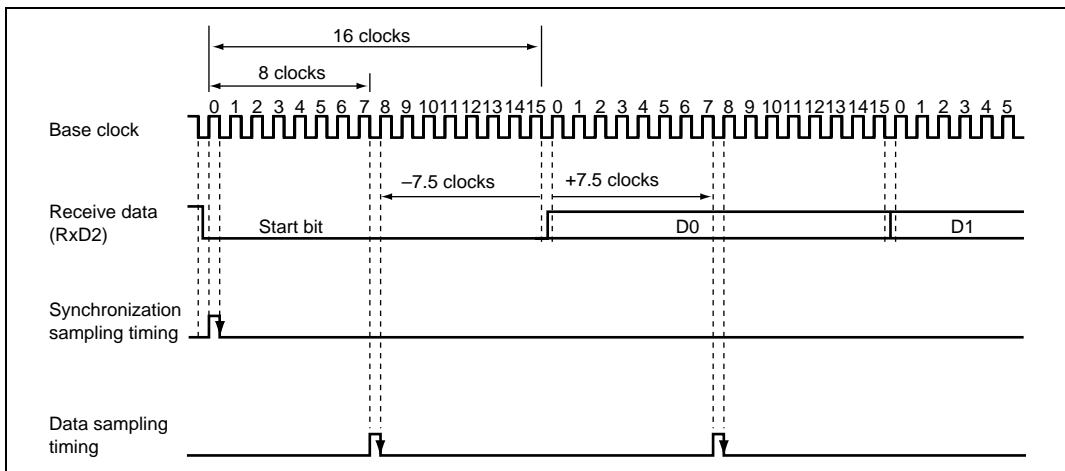 16 clocks
8 clocks
0 1 2 3 4 5 6 7 8 9 10 11 12 13 14 15 0 1 2 3 4 5 6 7 8 9 10 11 12 13 14 15 0 1 2 3 4 5
Base clock
–7.5 clocks +7.5 clocks
Receive data
(RxD2)
Start bit D0 D1
Synchronization
sampling timing
Data sampling
timing